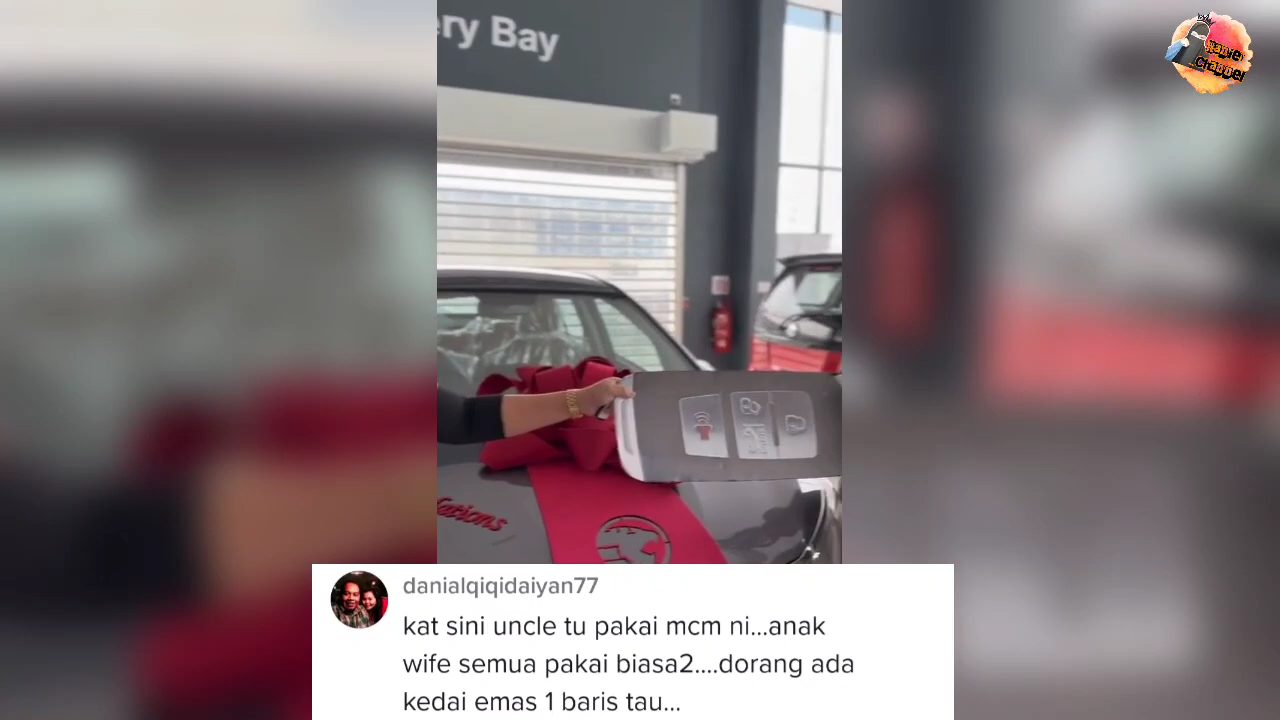 ery Bay
lations
danialqiqidaiyan77
kat sini uncle tu pakai mcm ni...anak
wife semua pakai biasa2....dorang ada
kedai emas 1 baris tau...